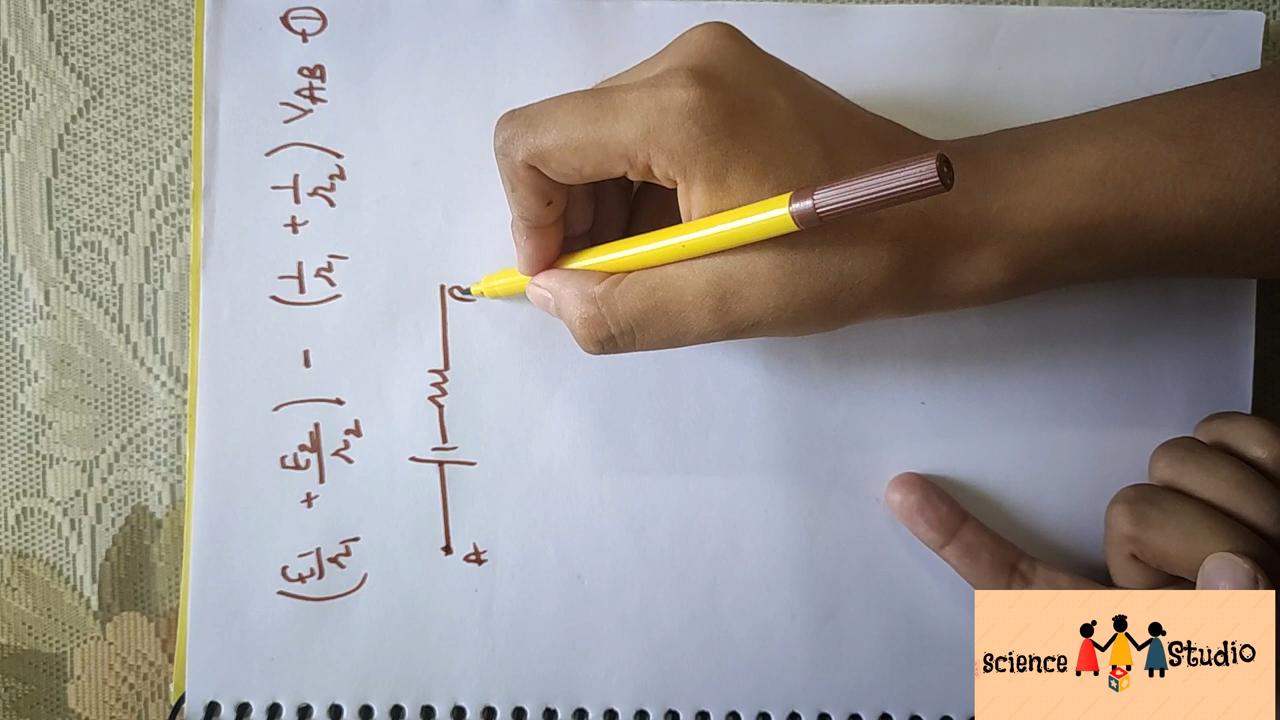 (E1/r1 + E2/r2) - (1/r1 + 1/r2) VAB ①
A
Science Studio